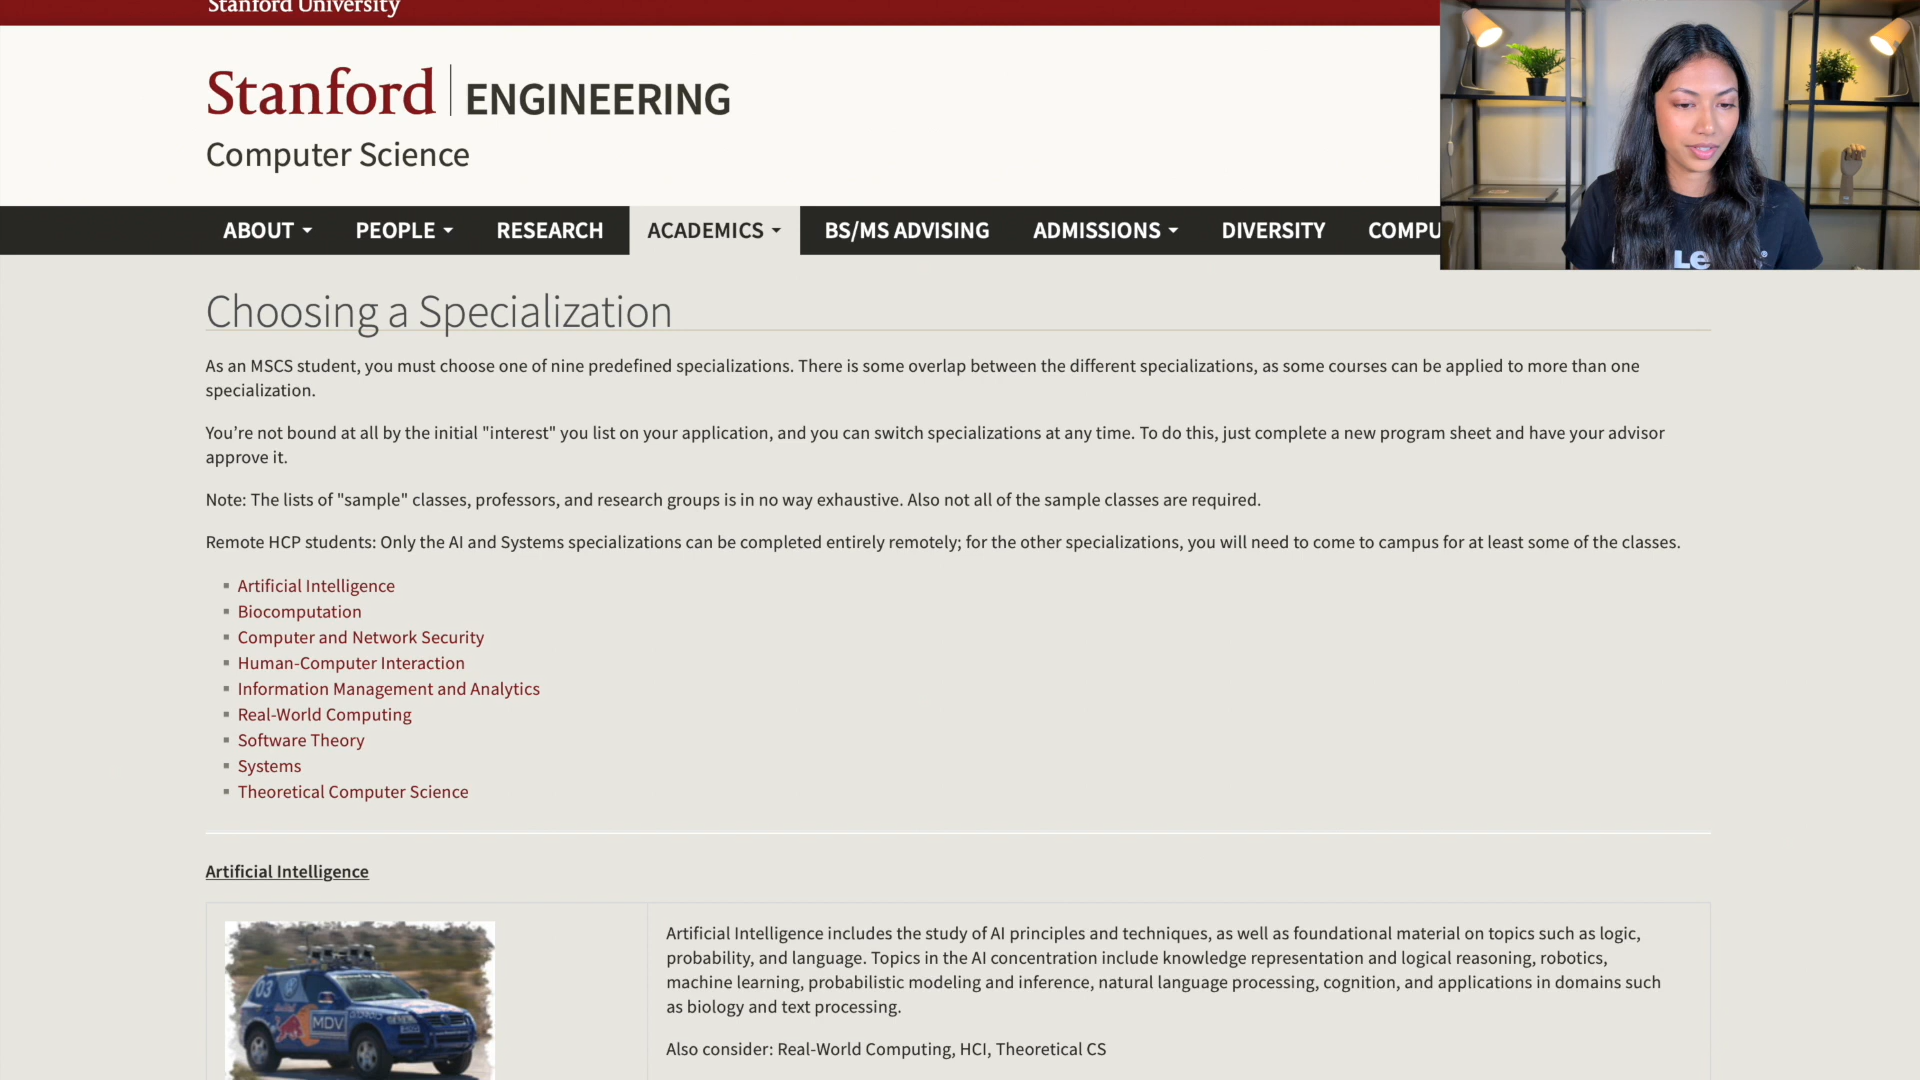 Stanford University
Stanford ENGINEERING
Computer Science
ABOUT PEOPLE RESEARCH ACADEMICS BS/MS ADVISING ADMISSIONS DIVERSITY COMPU
Le
Choosing a Specialization
As an MSCS student, you must choose one of nine predefined specializations. There is some overlap between the different specializations, as some courses can be applied to more than one
specialization.
You’re not bound at all by the initial "interest" you list on your application, and you can switch specializations at any time. To do this, just complete a new program sheet and have your advisor
approve it.
Note: The lists of "sample" classes, professors, and research groups is in no way exhaustive. Also not all of the sample classes are required.
Remote HCP students: Only the AI and Systems specializations can be completed entirely remotely; for the other specializations, you will need to come to campus for at least some of the classes.
Artificial Intelligence
Biocomputation
Computer and Network Security
Human-Computer Interaction
Information Management and Analytics
Real-World Computing
Software Theory
Systems
Theoretical Computer Science
Artificial Intelligence
03
MDV
Artificial Intelligence includes the study of AI principles and techniques, as well as foundational material on topics such as logic,
probability, and language. Topics in the AI concentration include knowledge representation and logical reasoning, robotics,
machine learning, probabilistic modeling and inference, natural language processing, cognition, and applications in domains such
as biology and text processing.
Also consider: Real-World Computing, HCI, Theoretical CS